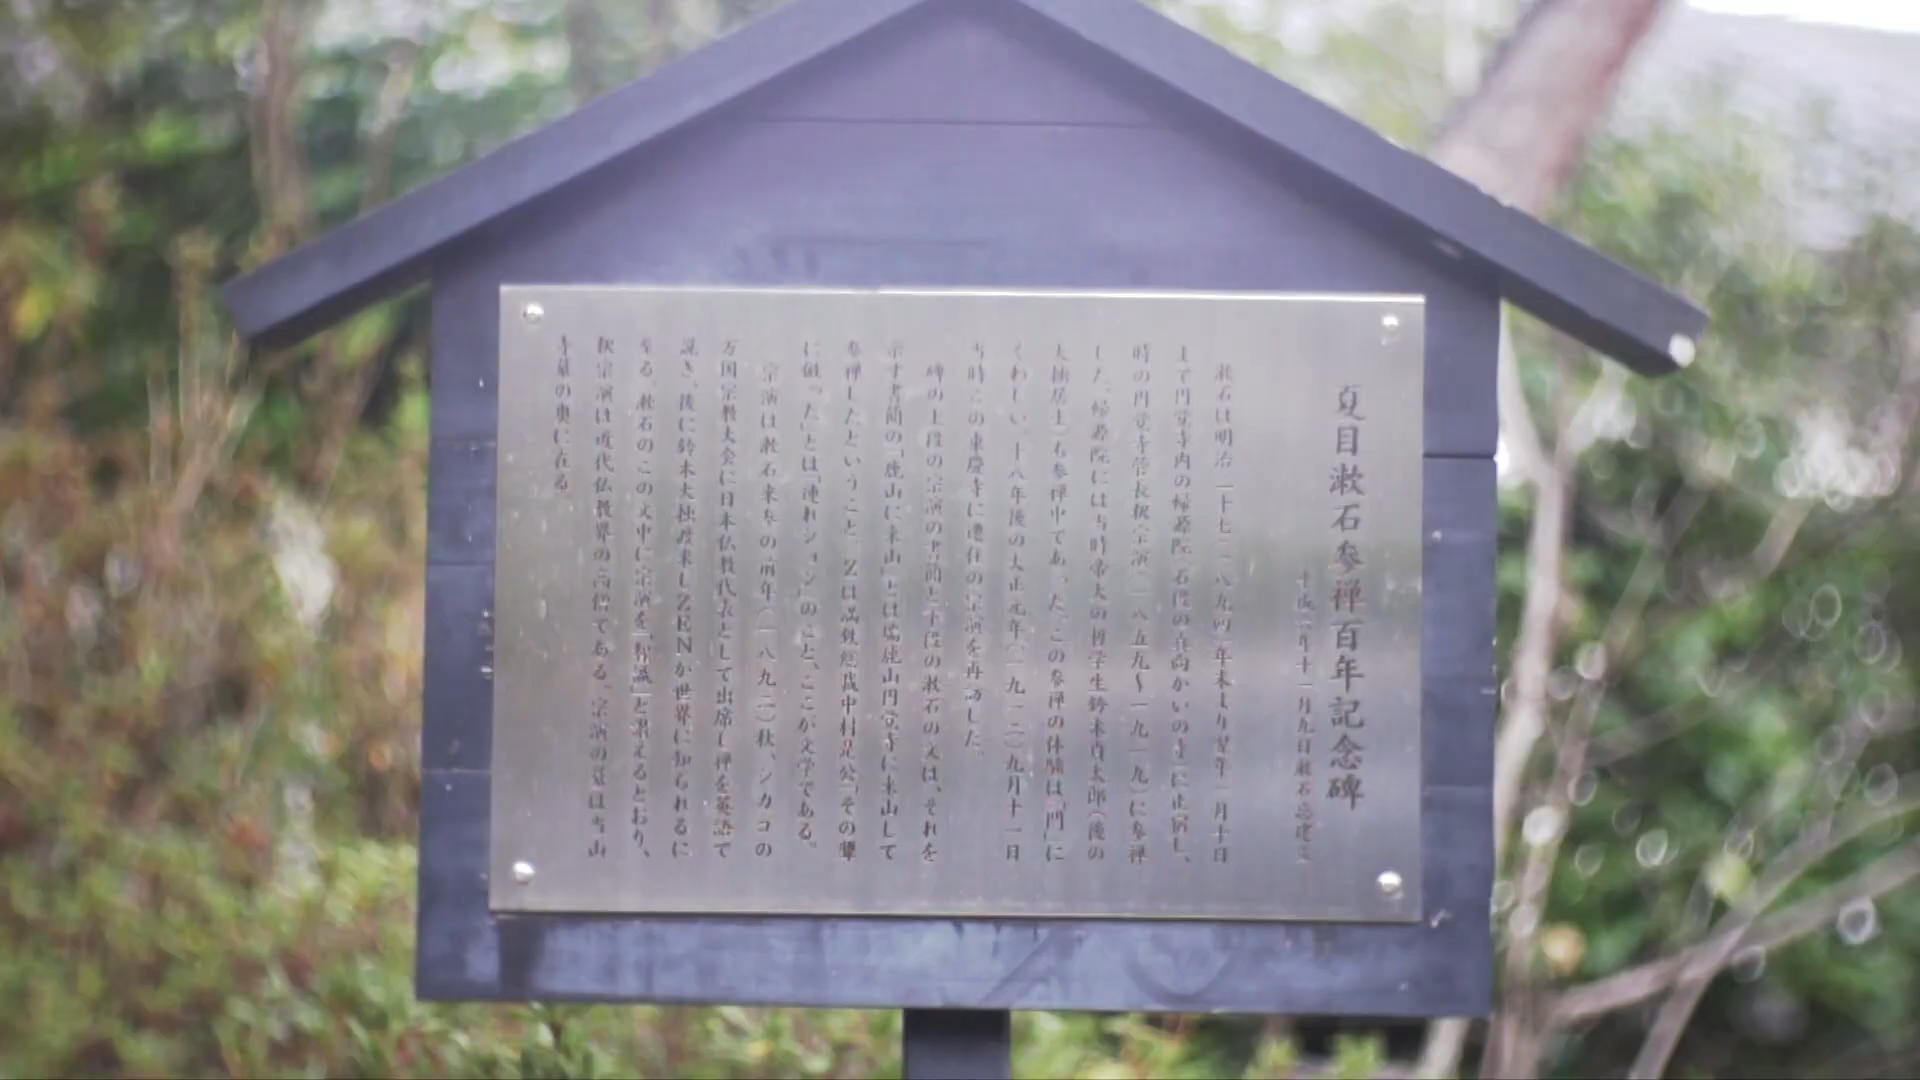 夏目漱石参禅百年記念碑
年十一月九日漱石忌建立
漱石は明治二十七(一八九四)年末より翌年一月十日
まで円覚寺内の帰源院(石段の真向かいの寺)に止宿し、
時の円覚寺管長釈宗演(一八五九〜一九一九)に参禅
した。帰源院には当時帝大の哲学生鈴木貞太郎(後の
大拙居士)も参禅中であった。この参禅の体験は「門」に
くわしい。十八年後の大正元年(一九一二)九月十一日
当時この東慶寺に遷住の宗演を再訪した。
碑の上段の宗演の書簡と下段の漱石の文は、それを
示す書簡の「鹿山に来山」とは瑞鹿山円覚寺に来山して
参禅したということ、Zは満鉄総裁中村是公「その顰
に倣った」とは「連れション」のこと、ここが文学である。
宗演は漱石来参の前年(一八九三)秋、シカゴの
万国宗教大会に日本仏教代表として出席し禅を英語で
説き、後に鈴木大拙渡米しZENが世界に知られるに
至る。漱石のこの文中に宗演を「智識」と考えるとおり、
釈宗演は近代仏教界の高僧である。宗演の墓は当山
寺墓の奥に在る。